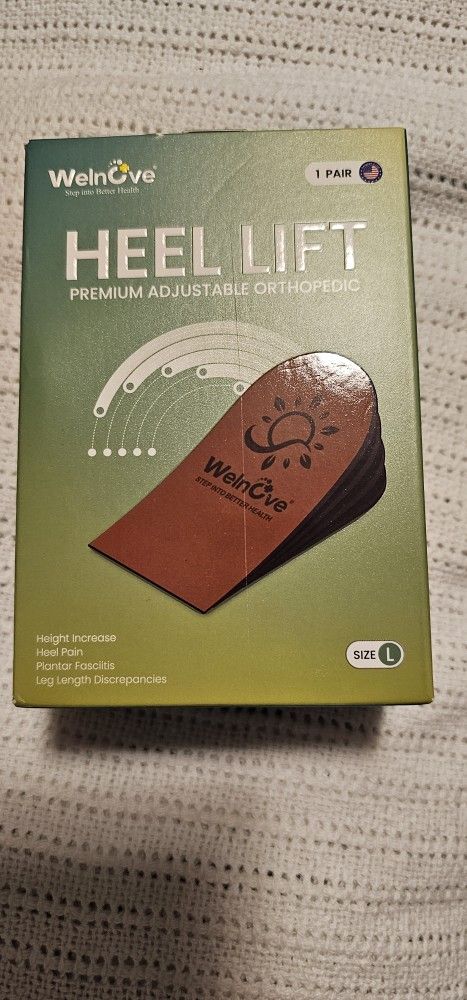 Welnove®
Step into Better Health
1 PAIR
HEEL LIFT
PREMIUM ADJUSTABLE ORTHOPEDIC
Welnove®
STEP INTO BETTER HEALTH
Height Increase
Heel Pain
Plantar Fasciitis
Leg Length Discrepancies
SIZE L